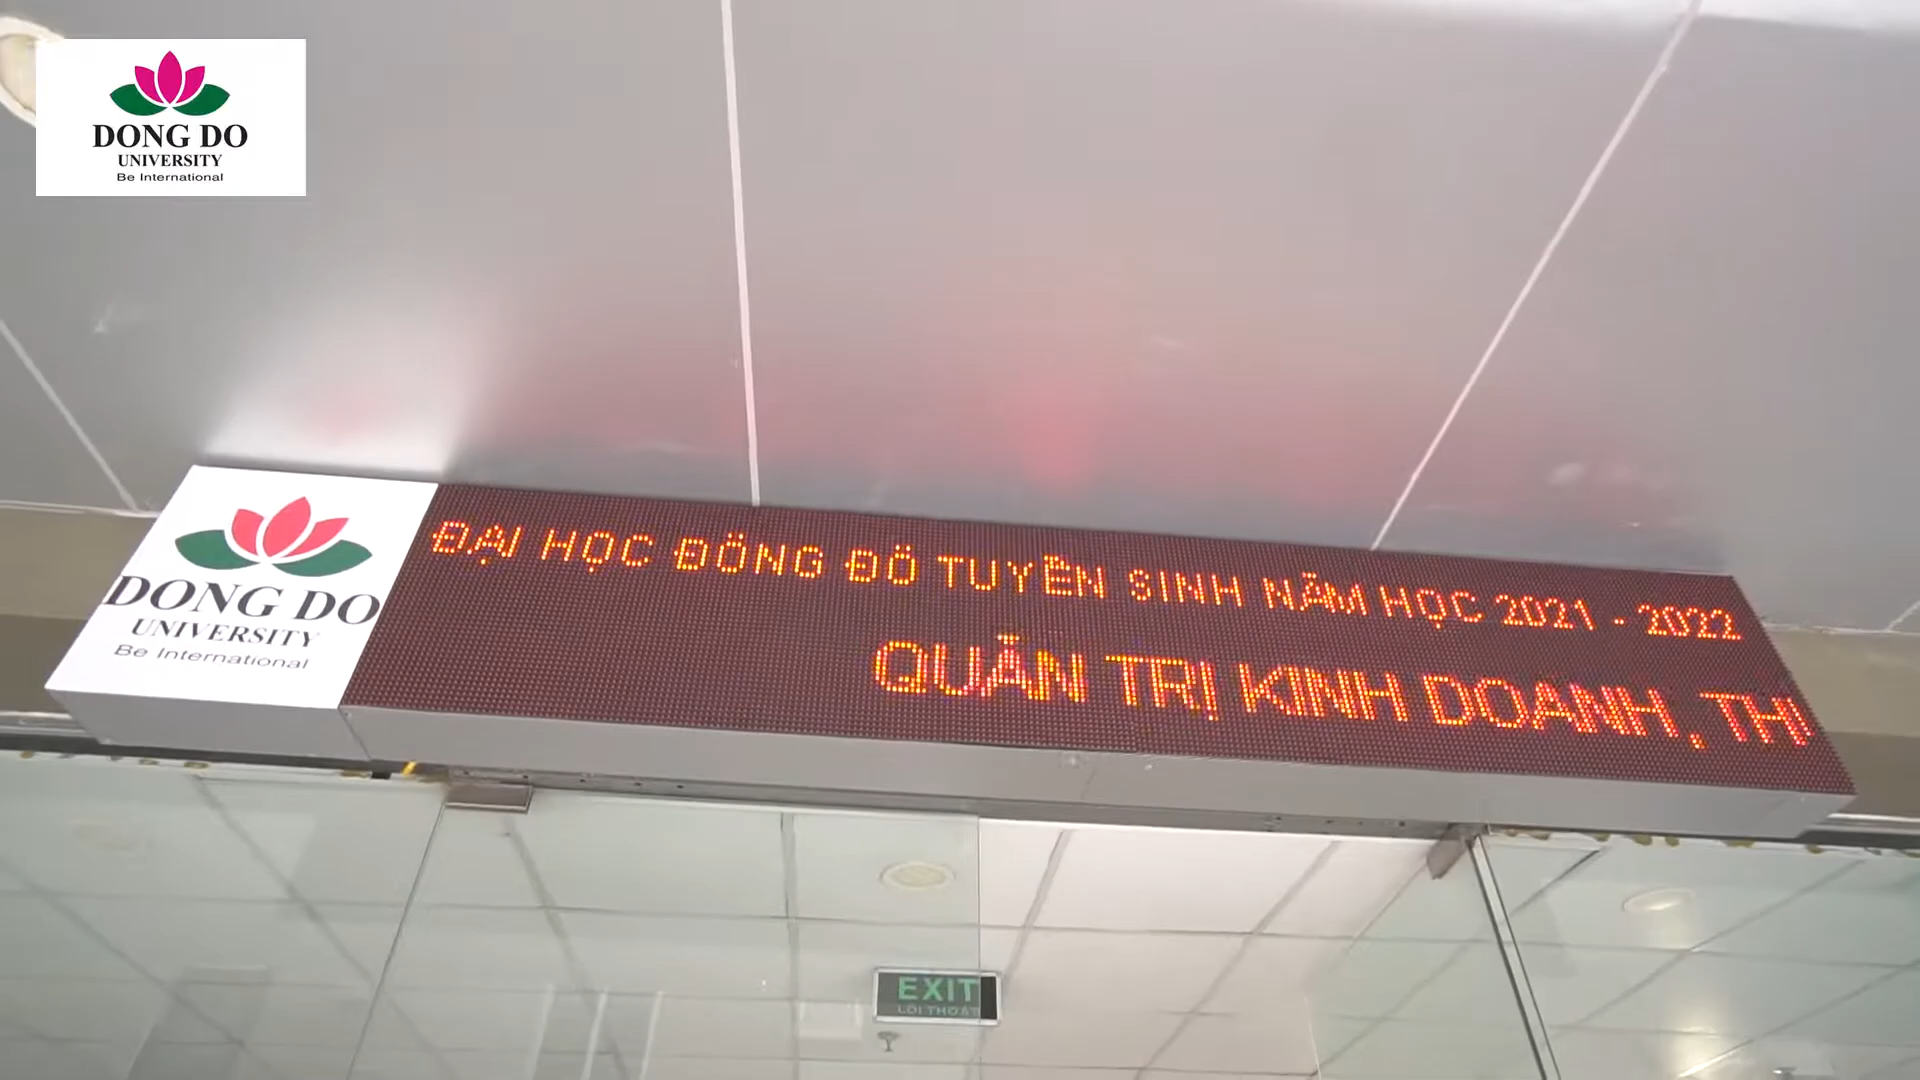 DONG DO
UNIVERSITY
Be International
DONG DO
UNIVERSITY
Be International
ĐẠI HỌC ĐÔNG ĐÔ TUYỂN SINH NĂM HỌC 2021 - 2022
QUẢN TRỊ KINH DOANH, TH
EXIT
LỐI THOÁT